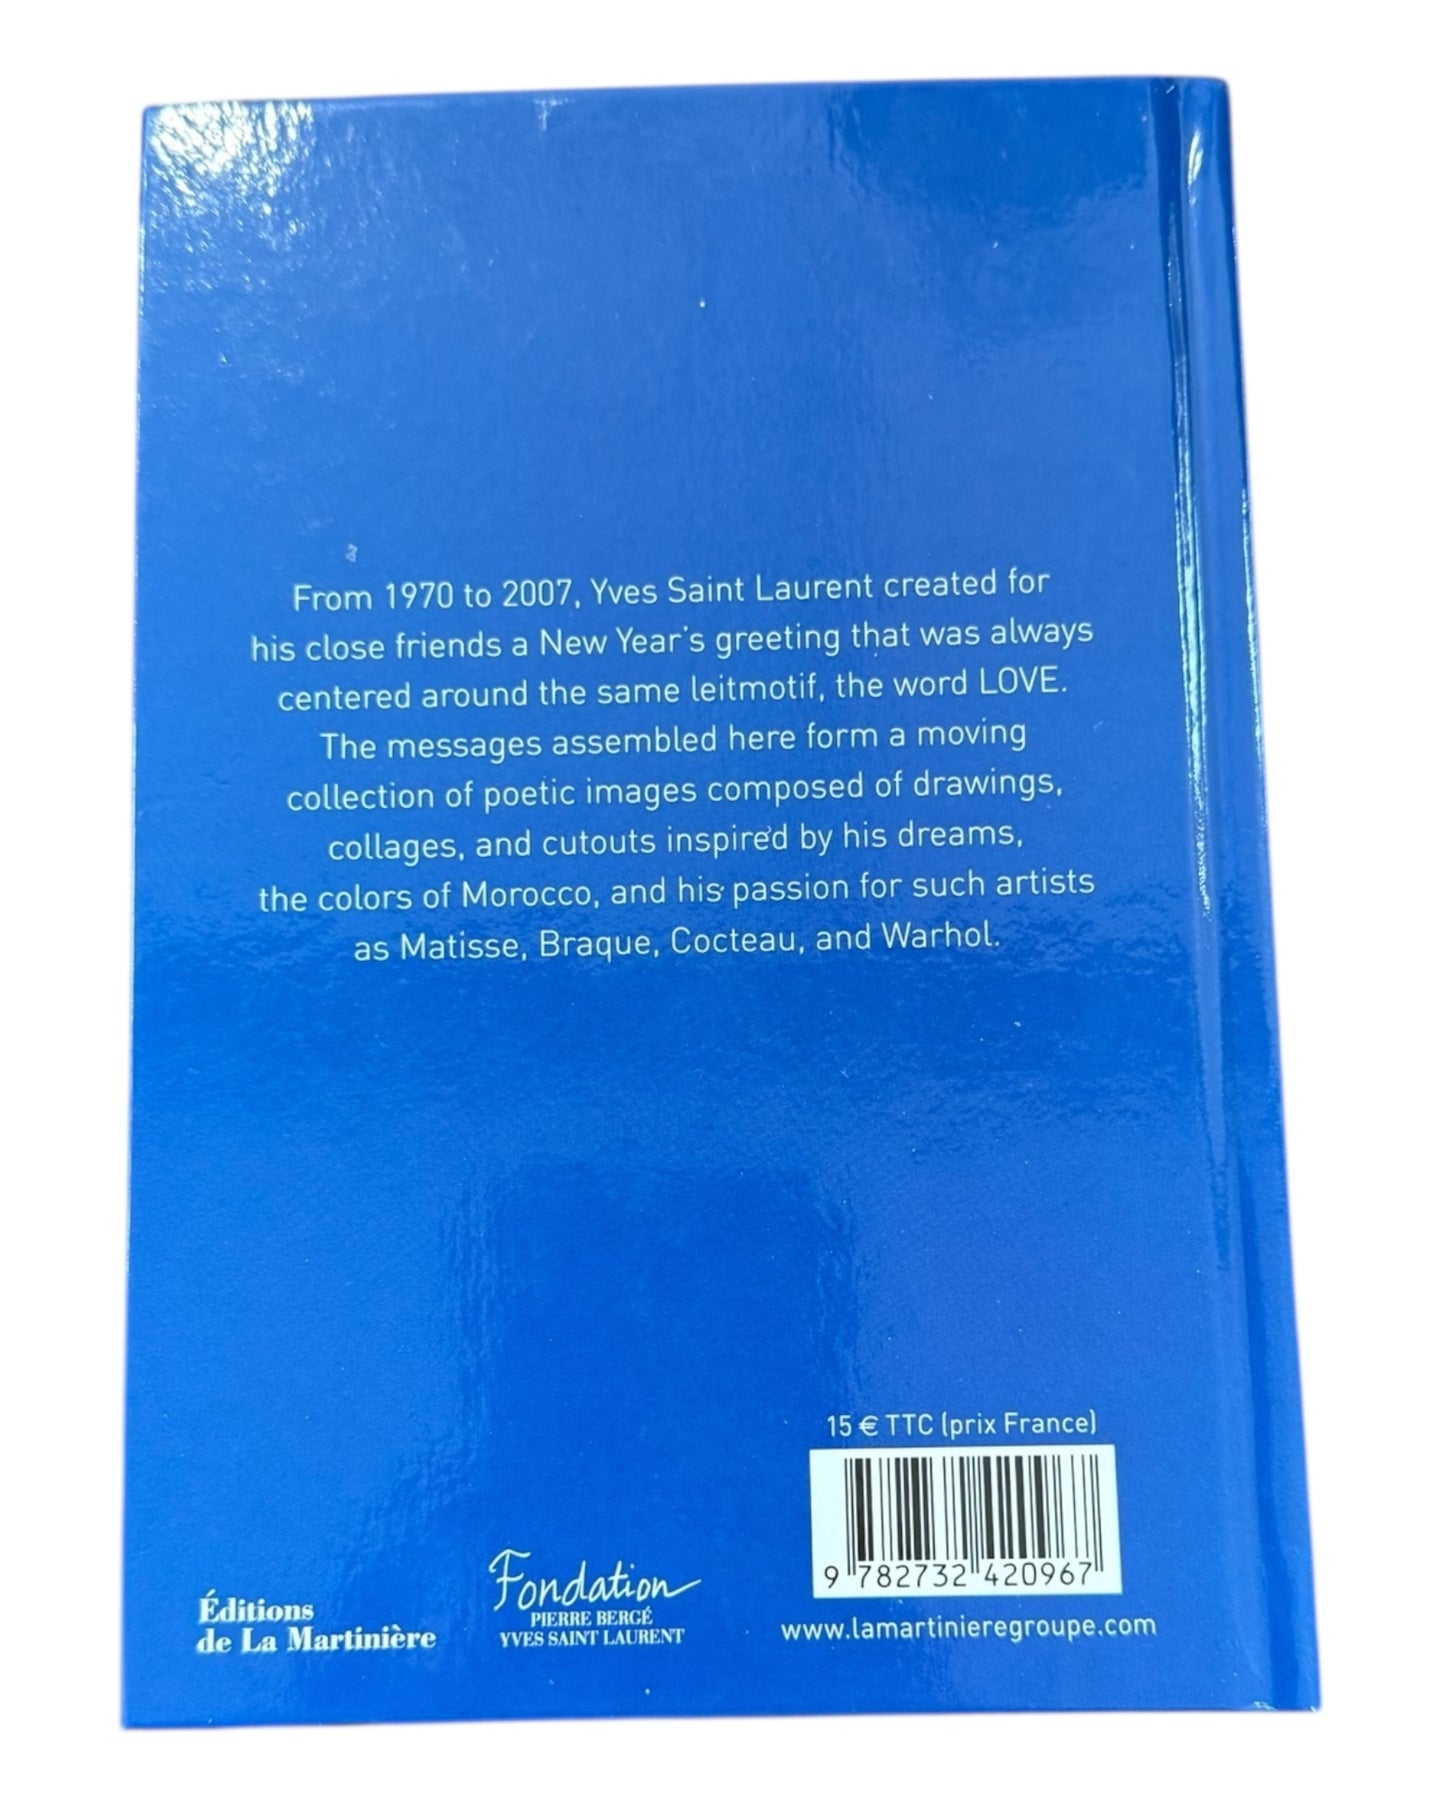 From 1970 to 2007, Yves Saint Laurent created for
his close friends a New Year's greeting that was always
centered around the same leitmotif, the word LOVE.
The messages assembled here form a moving
collection of poetic images composed of drawings,
collages, and cutouts inspired by his dreams,
the colors of Morocco, and his passion for such artists
as Matisse, Braque, Cocteau, and Warhol.
15 € TTC (prix France)
9 782732 420967
www.lamartinieregroupe.com
Fondation
PIERRE BERGÉ
YVES SAINT LAURENT
Éditions
de La Martinière